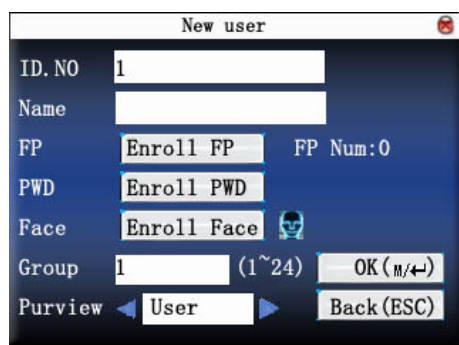 New user
ID.NO 1
Name
FP Enroll FP FP Num:0
PWD Enroll PWD
Face Enroll Face
Group 1 (1~24) OK(M/↵)
Purview User Back(ESC)